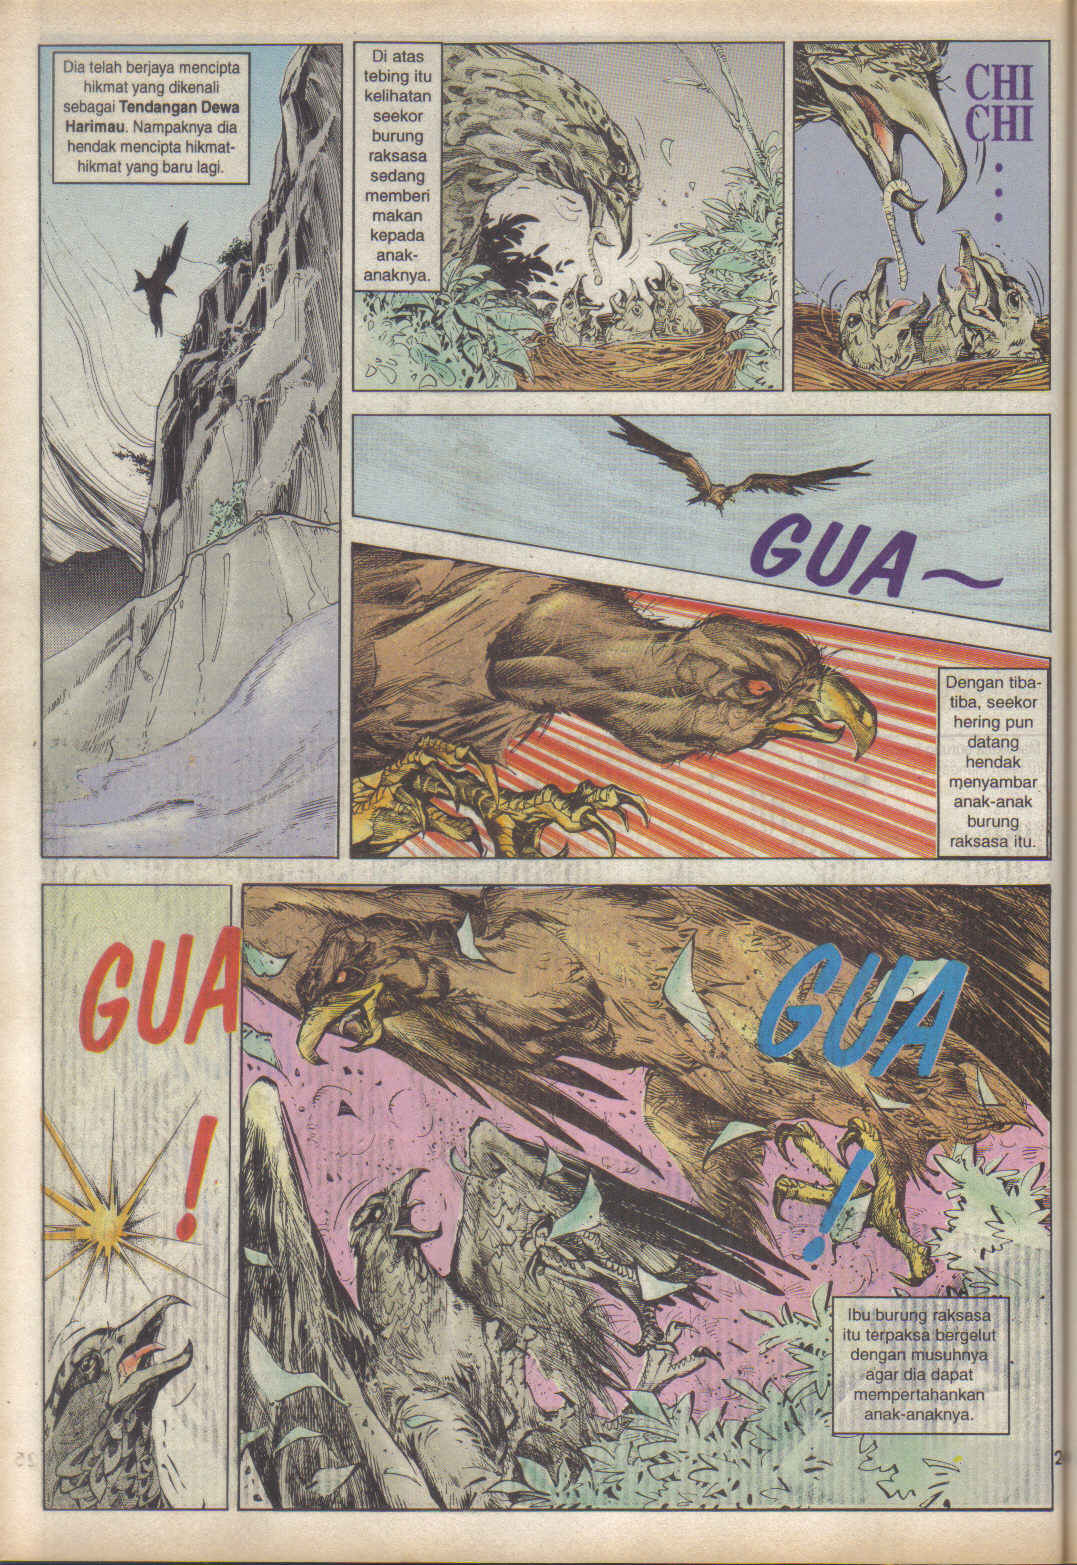 Dia telah berjaya mencipta
hikmat yang dikenali
sebagai Tendangan Dewa
Harimau. Nampaknya dia
hendak mencipta hikmat-
hikmat yang baru lagi.
Di atas
tebing itu
kelihatan
seekor
burung
raksasa
sedang
memberi
makan
kepada
anak-
anaknya.
CHI
CHI
...
GUA~
Dengan tiba-
tiba, seekor
hering pun
datang
hendak
menyambar
anak-anak
burung
raksasa itu.
GUA
!
GUA
!
Ibu burung raksasa
itu terpaksa bergelut
dengan musuhnya
agar dia dapat
mempertahankan
anak-anaknya.